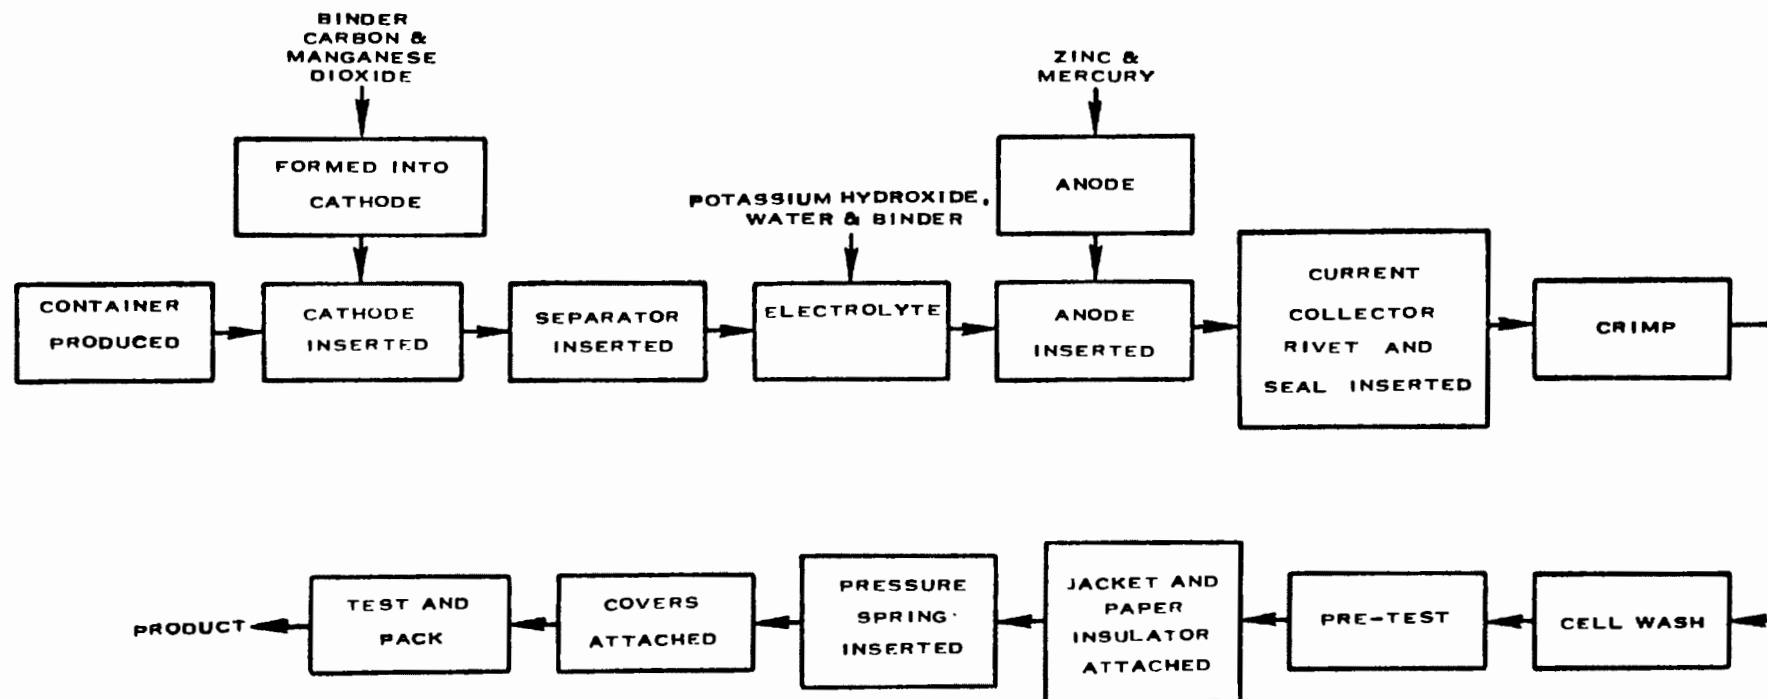 BINDER
CARBON &
MANGANESE
DIOXIDE
ZINC &
MERCURY
FORMED INTO
CATHODE
ANODE
POTASSIUM HYDROXIDE,
WATER & BINDER
CONTAINER
PRODUCED
CATHODE
INSERTED
SEPARATOR
INSERTED
ELECTROLYTE
ANODE
INSERTED
CURRENT
COLLECTOR
RIVET AND
SEAL INSERTED
CRIMP
PRODUCT
TEST AND
PACK
COVERS
ATTACHED
PRESSURE
SPRING
INSERTED
JACKET AND
PAPER
INSULATOR
ATTACHED
PRE-TEST
CELL WASH